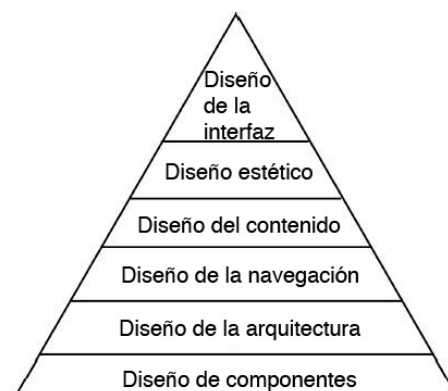 Diseño
de la
interfaz
Diseño estético
Diseño del contenido
Diseño de la navegación
Diseño de la arquitectura
Diseño de componentes